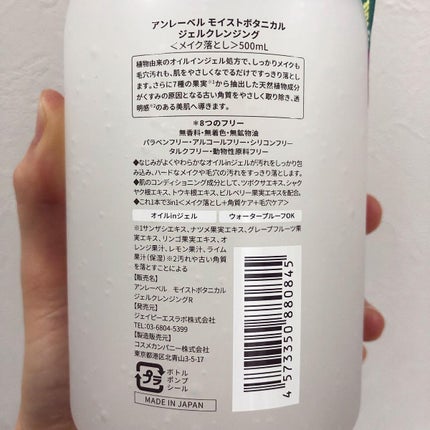 アンレーベル モイストボタニカル
ジェルクレンジング
＜メイク落とし＞500mL
植物由来のオイルインジェル処方で、しっかりメイクも
毛穴汚れも、肌をやさしくなでるだけですっきり落とし
ます。さらに7種の果実※1から抽出した天然植物成分
がくすみの原因となる古い角質をやさしく取り除き、透
明感※2のある美肌へ導きます。
＊8つのフリー
無香料・無着色・無鉱物油
パラベンフリー・アルコールフリー・シリコンフリー
タルクフリー・動物性原料フリー
◆なじみがよくやわらかなオイルinジェルが汚れをしっかり包
み込み、ハードなメイクや毛穴の汚れをすっきり落とします。
◆肌のコンディショニング成分として、ツボクサエキス、シャク
ヤク根エキス、トウキ根エキス、ビルベリー果実エキスを配合。
◆これ1本で3in1＜メイク落とし＋角質ケア＋毛穴ケア＞
オイルinジェル ウォータープルーフOK
※1サンザシエキス、ナツメ果実エキス、グレープフルーツ果
実エキス、リンゴ果実エキス、オ
レンジ果汁、レモン果汁、ライム
果汁（保湿）※2汚れや古い角質
を落とすことによる
【販売名】
アンレーベル モイストボタニカル
ジェルクレンジングR
【発売元】
ジェイピーエスラボ株式会社
TEL:03-6804-5399
【製造販売元】
コスメカンパニー株式会社
東京都港区北青山3-5-17
プラ
ボトル
ポンプ
シール
MADE IN JAPAN
4573350880845